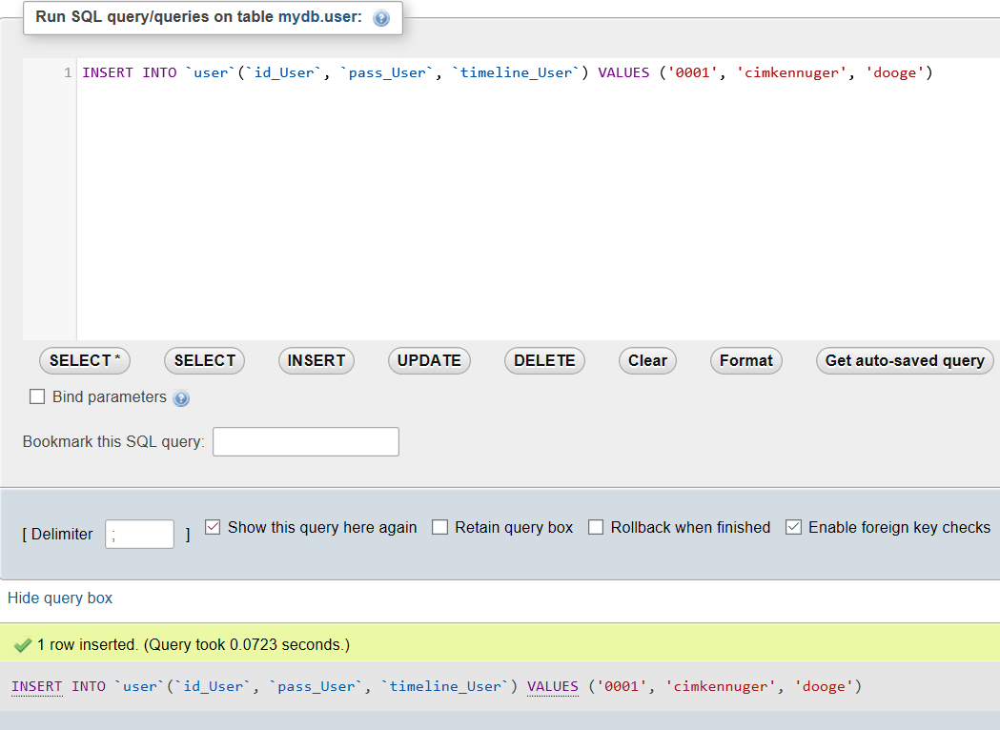 Run SQL query/queries on table mydb.user:
1 INSERT INTO `user`(`id_User`, `pass_User`, `timeline_User`) VALUES ('0001', 'cimkennuger', 'dooge')
SELECT * SELECT INSERT UPDATE DELETE Clear Format Get auto-saved query
Bind parameters
Bookmark this SQL query:
[ Delimiter ; ] Show this query here again Retain query box Rollback when finished Enable foreign key checks
Hide query box
1 row inserted. (Query took 0.0723 seconds.)
INSERT INTO `user`(`id_User`, `pass_User`, `timeline_User`) VALUES ('0001', 'cimkennuger', 'dooge')